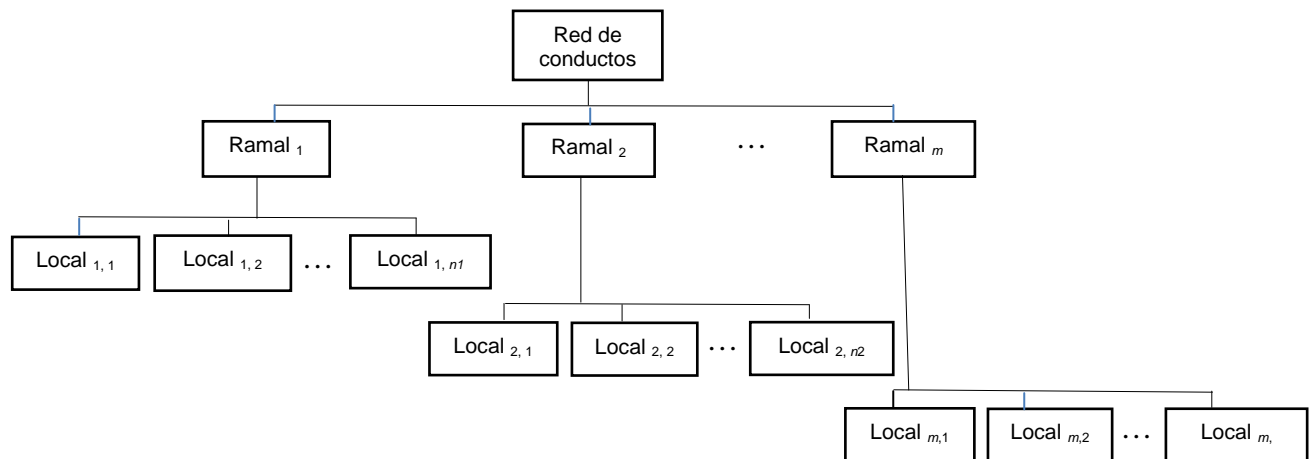 Red de
conductos
Ramal 1
Ramal 2
...
Ramal m
Local 1, 1
Local 1, 2
...
Local 1, n1
Local 2, 1
Local 2, 2
...
Local 2, n2
Local m,1
Local m,2
...
Local m,